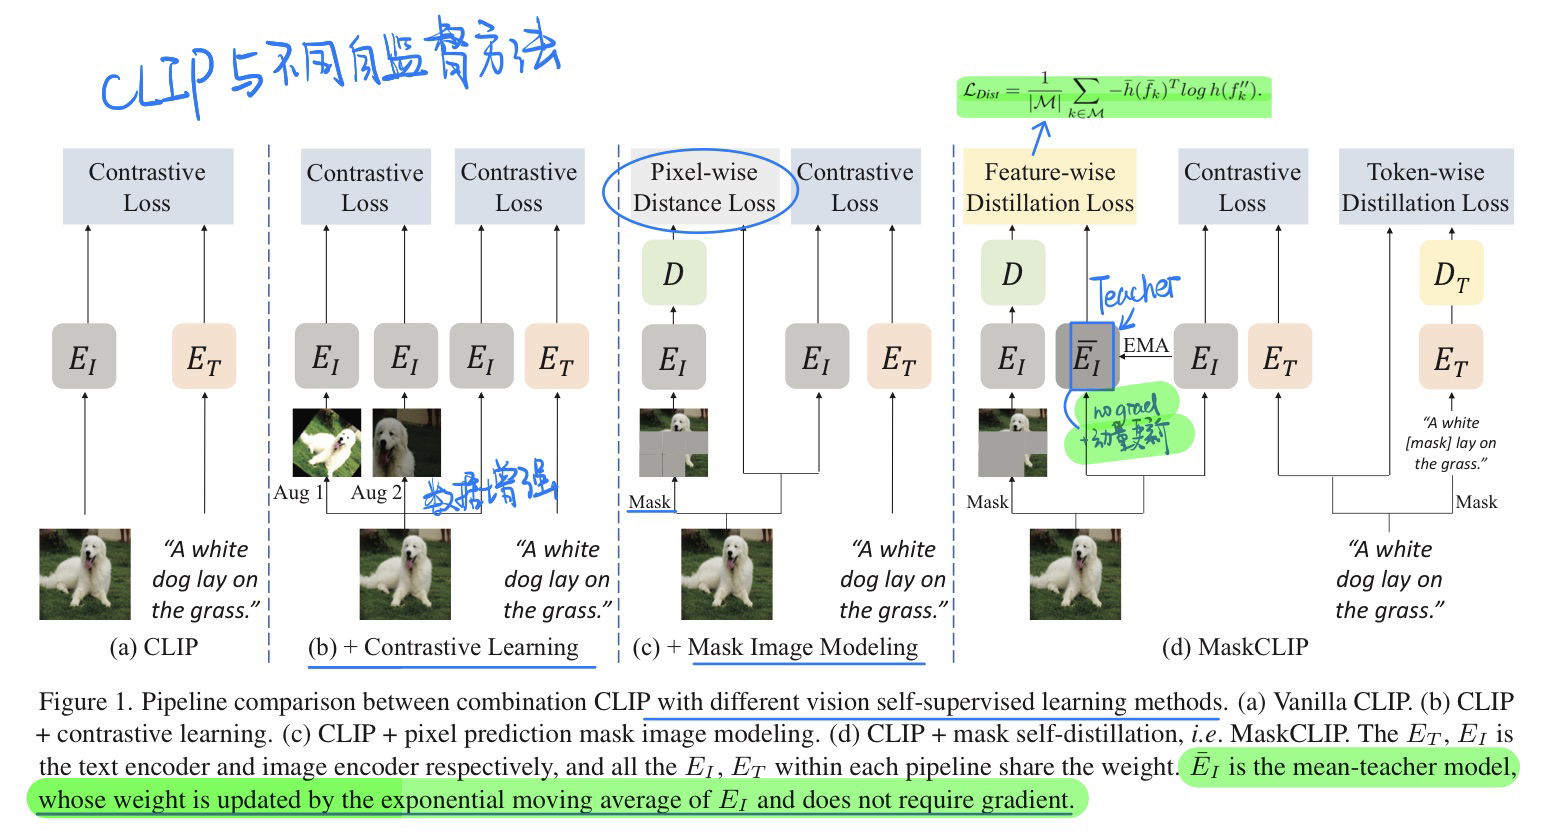 CLIP与不同自监督方法
$\mathcal{L}_{Dist} = \frac{1}{|\mathcal{M}|} \sum_{k \in \mathcal{M}} -\bar{h}(\bar{f}_k)^T log\, h(f''_k).$
Contrastive Loss
Contrastive Loss
Contrastive Loss
Pixel-wise Distance Loss
Contrastive Loss
Feature-wise Distillation Loss
Contrastive Loss
Token-wise Distillation Loss
D
D
D_T
Teacher
E_I
E_T
E_I
E_I
E_I
E_T
E_I
E_I
E_T
E_I
Ē_I
EMA
E_I
E_T
E_T
no grad
+动量更新
“A white
[mask] lay on
the grass.”
Aug 1
Aug 2
数据增强
Mask
Mask
Mask
“A white
dog lay on
the grass.”
“A white
dog lay on
the grass.”
“A white
dog lay on
the grass.”
“A white
dog lay on
the grass.”
(a) CLIP
(b) + Contrastive Learning
(c) + Mask Image Modeling
(d) MaskCLIP
Figure 1. Pipeline comparison between combination CLIP with different vision self-supervised learning methods. (a) Vanilla CLIP. (b) CLIP
+ contrastive learning. (c) CLIP + pixel prediction mask image modeling. (d) CLIP + mask self-distillation, i.e. MaskCLIP. The E_T, E_I is
the text encoder and image encoder respectively, and all the E_I, E_T within each pipeline share the weight. Ē_I is the mean-teacher model,
whose weight is updated by the exponential moving average of E_I and does not require gradient.